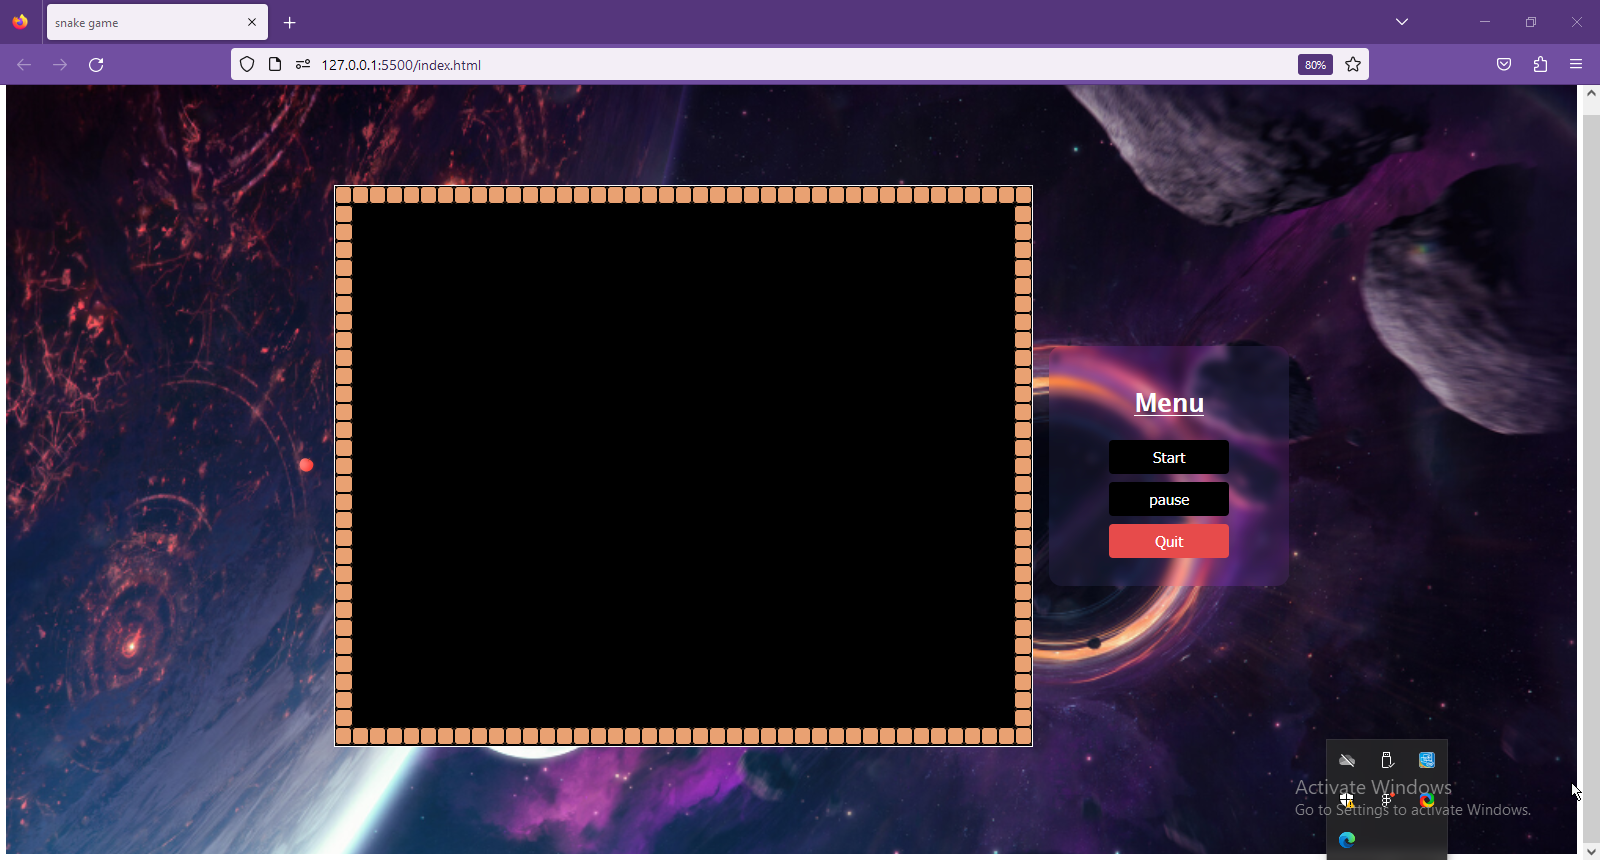 snake game
127.0.0.1:5500/index.html
80%
Menu
Start
pause
Quit
Activate Windows
Go to Settings to activate Windows.